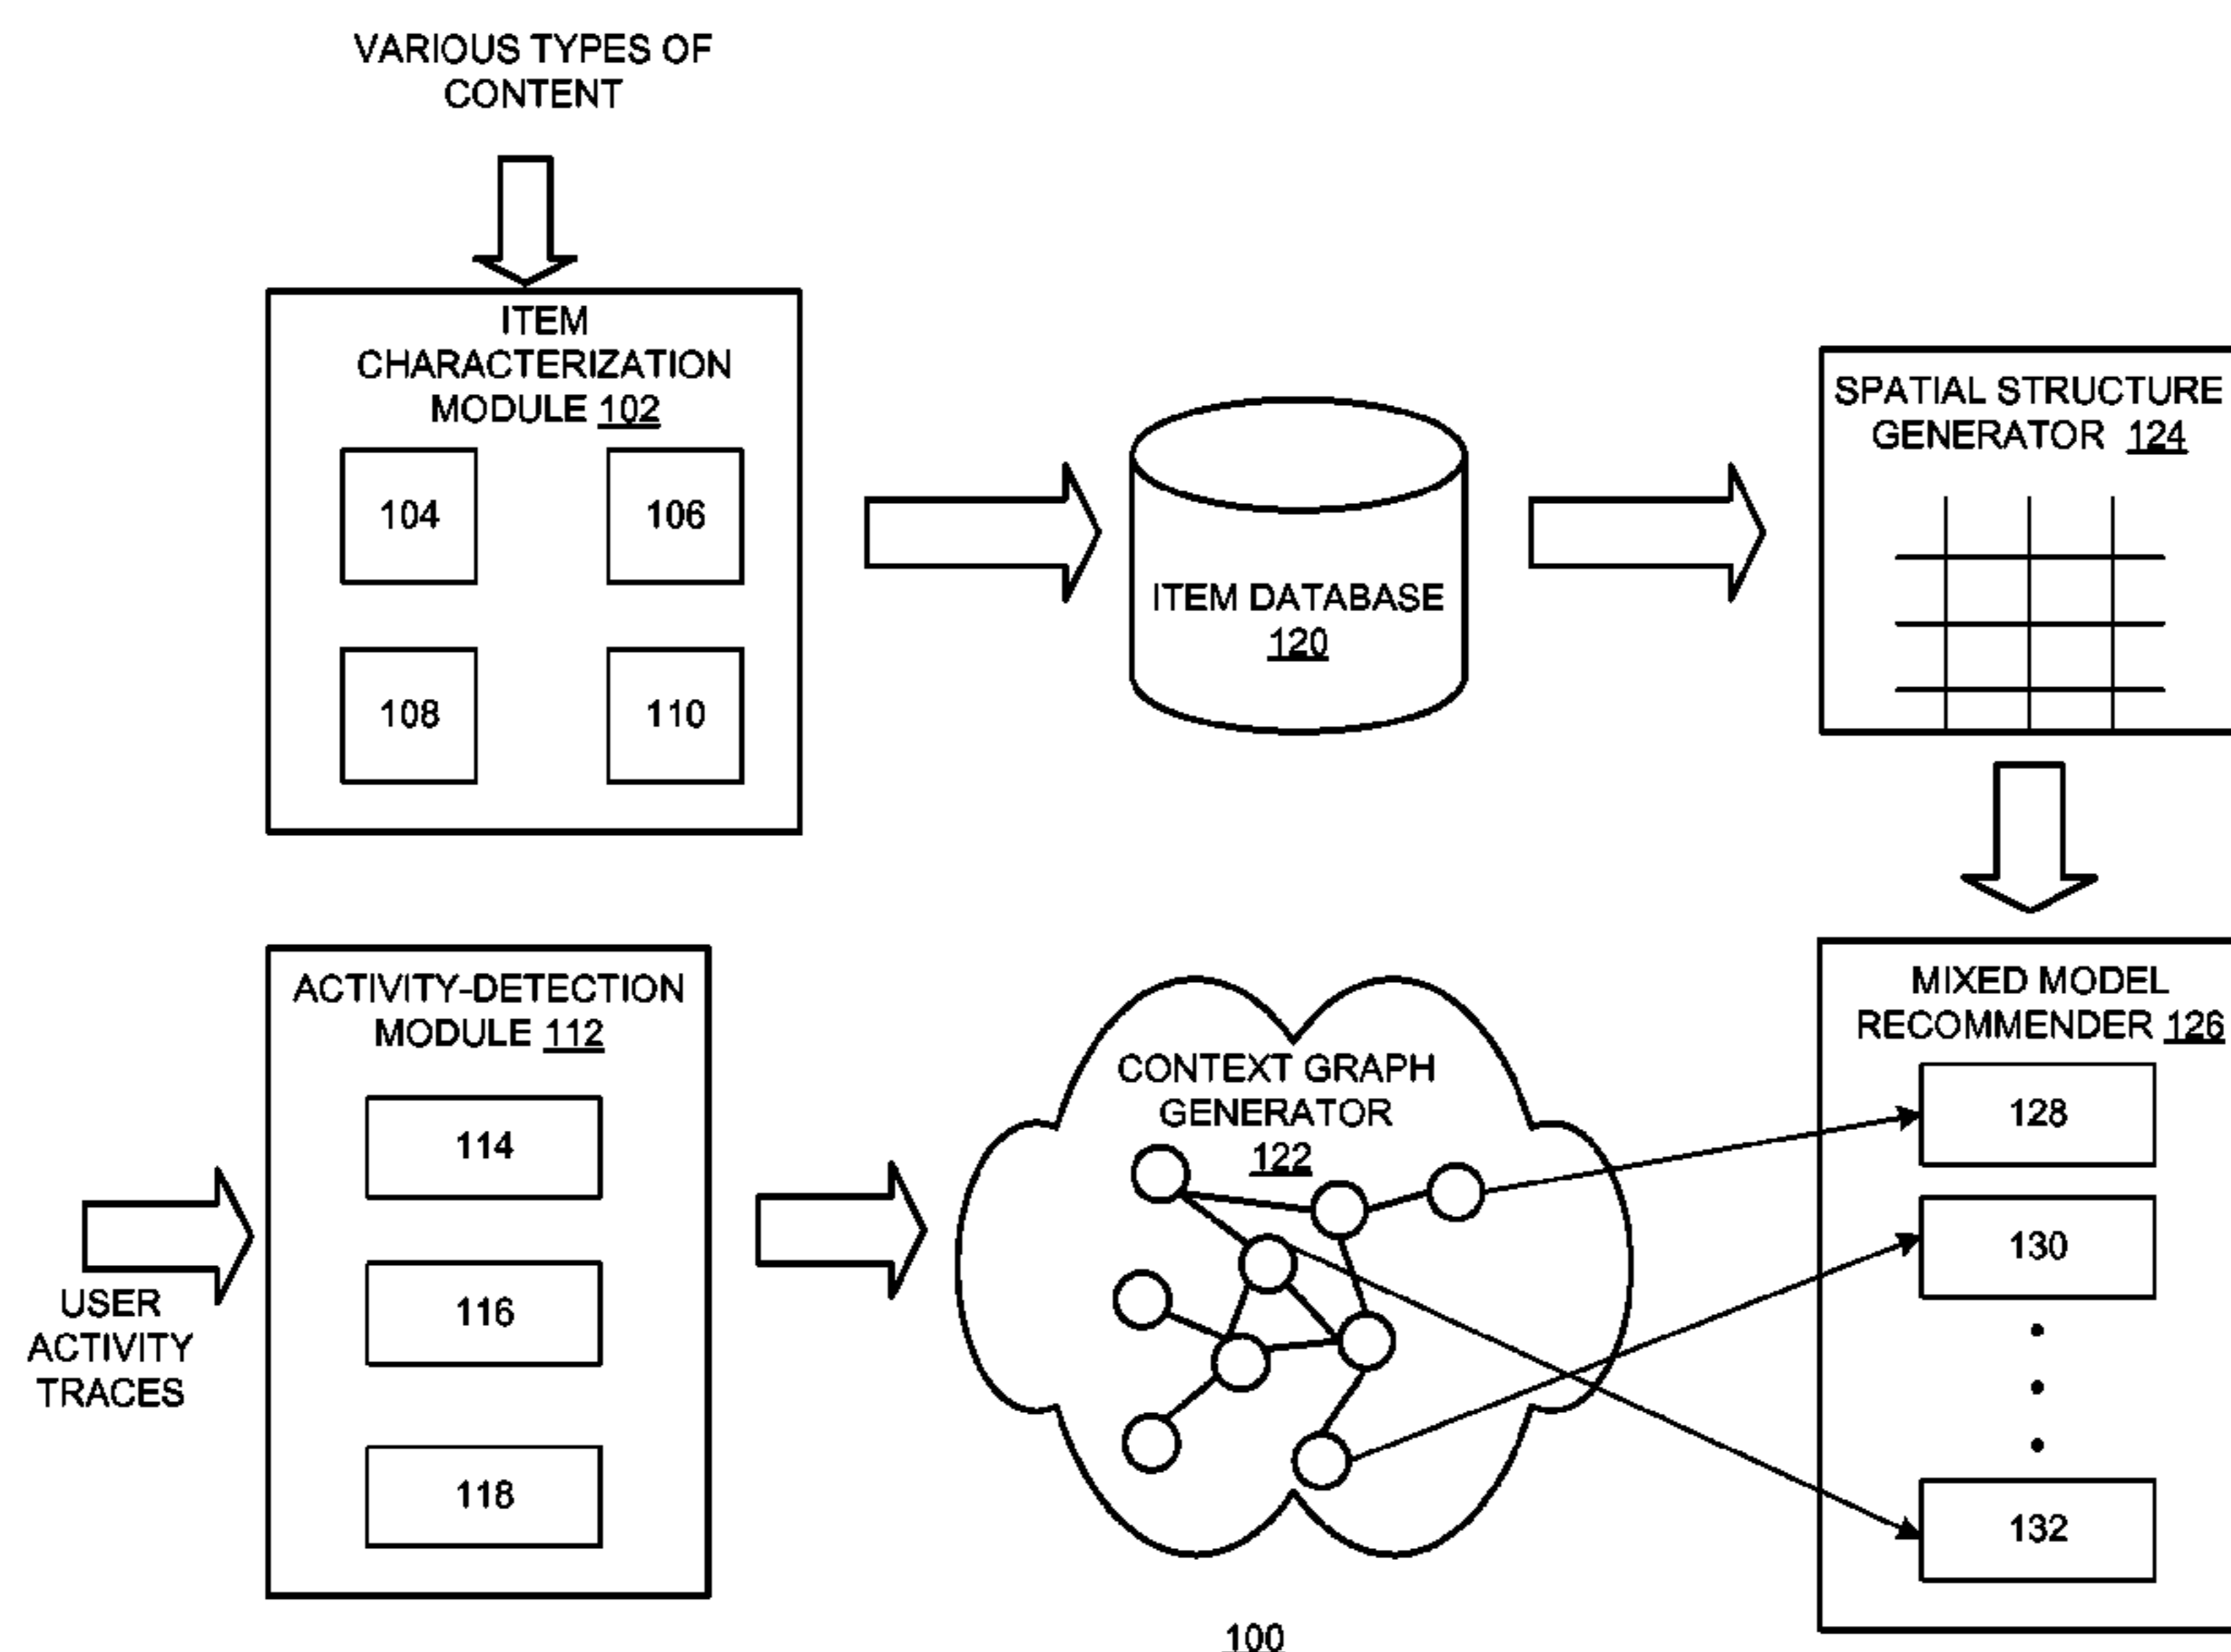 VARIOUS TYPES OF
CONTENT
ITEM
CHARACTERIZATION
MODULE 102
104
106
108
110
ITEM DATABASE
120
SPATIAL STRUCTURE
GENERATOR 124
ACTIVITY-DETECTION
MODULE 112
114
116
118
USER
ACTIVITY
TRACES
CONTEXT GRAPH
GENERATOR
122
MIXED MODEL
RECOMMENDER 126
128
130
132
100